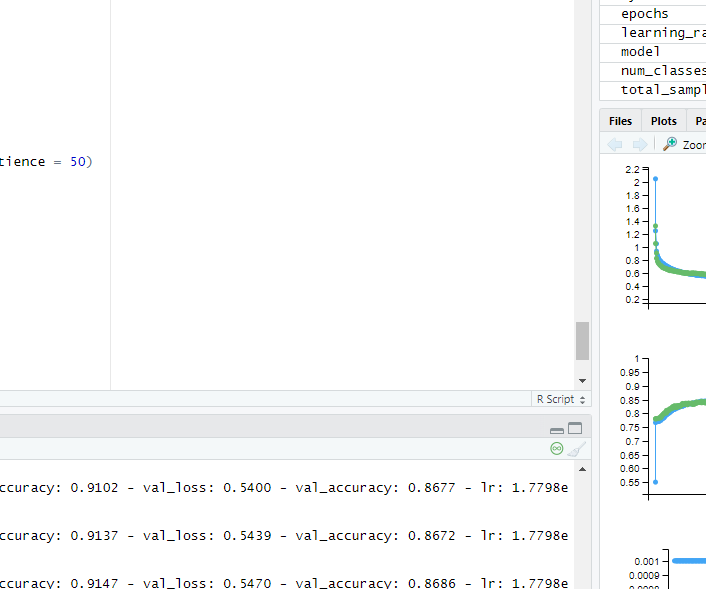 epochs
learning_ra
model
num_classes
total_sampl
Files Plots Pa
Zoor
tience = 50)
2.2
2
1.8
1.6
1.4
1.2
1
0.8
0.6
0.4
0.2
1
0.95
0.9
0.85
0.8
0.75
0.7
0.65
0.60
0.55
R Script
ccuracy: 0.9102 - val_loss: 0.5400 - val_accuracy: 0.8677 - lr: 1.7798e
ccuracy: 0.9137 - val_loss: 0.5439 - val_accuracy: 0.8672 - lr: 1.7798e
ccuracy: 0.9147 - val_loss: 0.5470 - val_accuracy: 0.8686 - lr: 1.7798e
0.001
0.0009
0.0008